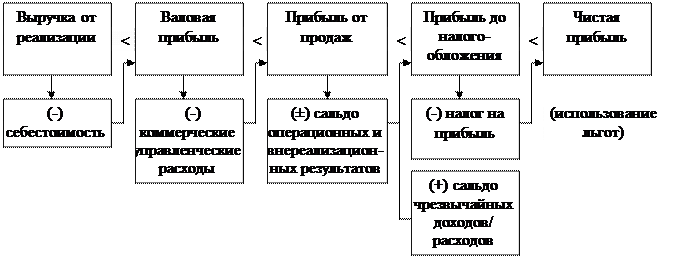 Выручка от
реализации
<
Валовая
прибыль
<
Прибыль от
продаж
<
Прибыль до
налого-
обложения
<
Чистая
прибыль
(-)
себестоимость
(-)
коммерческие
управленческие
расходы
(±) сальдо
операционных и
внереализацион-
ных результатов
(-) налог на
прибыль
(использование
льгот)
(+) сальдо
чрезвычайных
доходов/
расходов